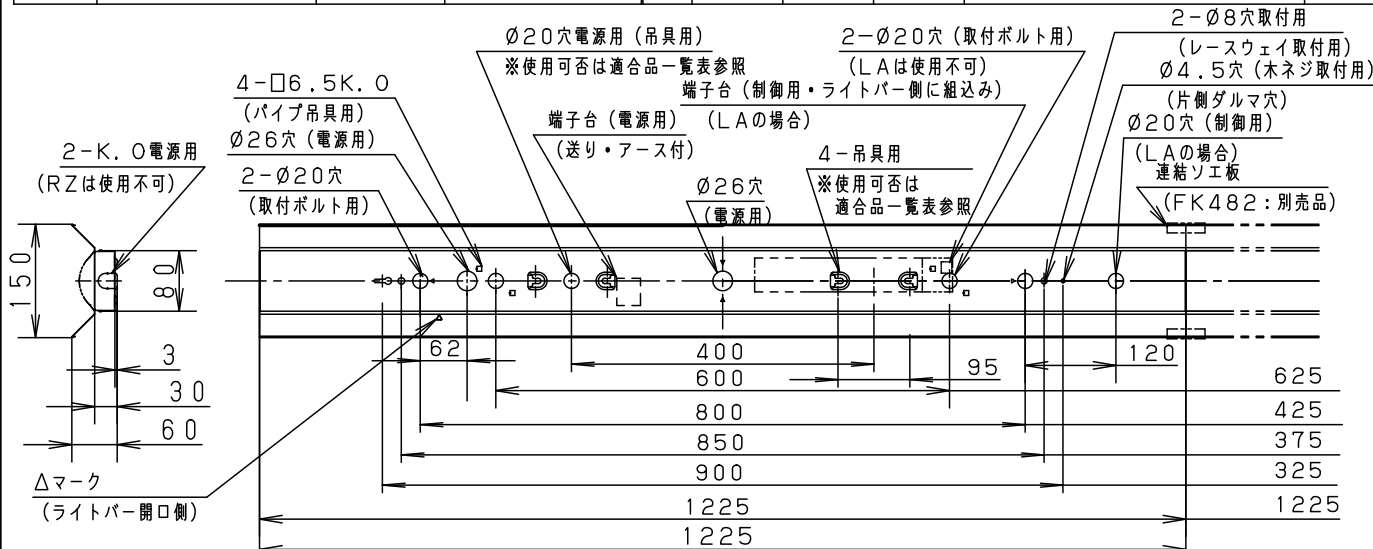 2-Ø8穴取付用
(レースウェイ取付用)
Ø20穴電源用(吊具用)
※使用可否は適合品一覧表参照
2-Ø20穴(取付ボルト用)
(LAは使用不可)
Ø4.5穴(木ネジ取付用)
(片側ダルマ穴)
4-□6.5K.O
(パイプ吊具用)
端子台(制御用・ライトバー側に組込み)
(LAの場合)
端子台(電源用)
(送り・アース付)
Ø20穴(制御用)
(LAの場合)
Ø26穴(電源用)
2-K.O電源用
(RZは使用不可)
4-吊具用
※使用可否は
適合品一覧表参照
連結ソエ板
(FK482:別売品)
2-Ø20穴
(取付ボルト用)
Ø26穴
(電源用)
150
80
3
30
60
62
400
95
120
600
625
800
425
850
375
900
325
1225
1225
1225
△マーク
(ライトバー開口側)